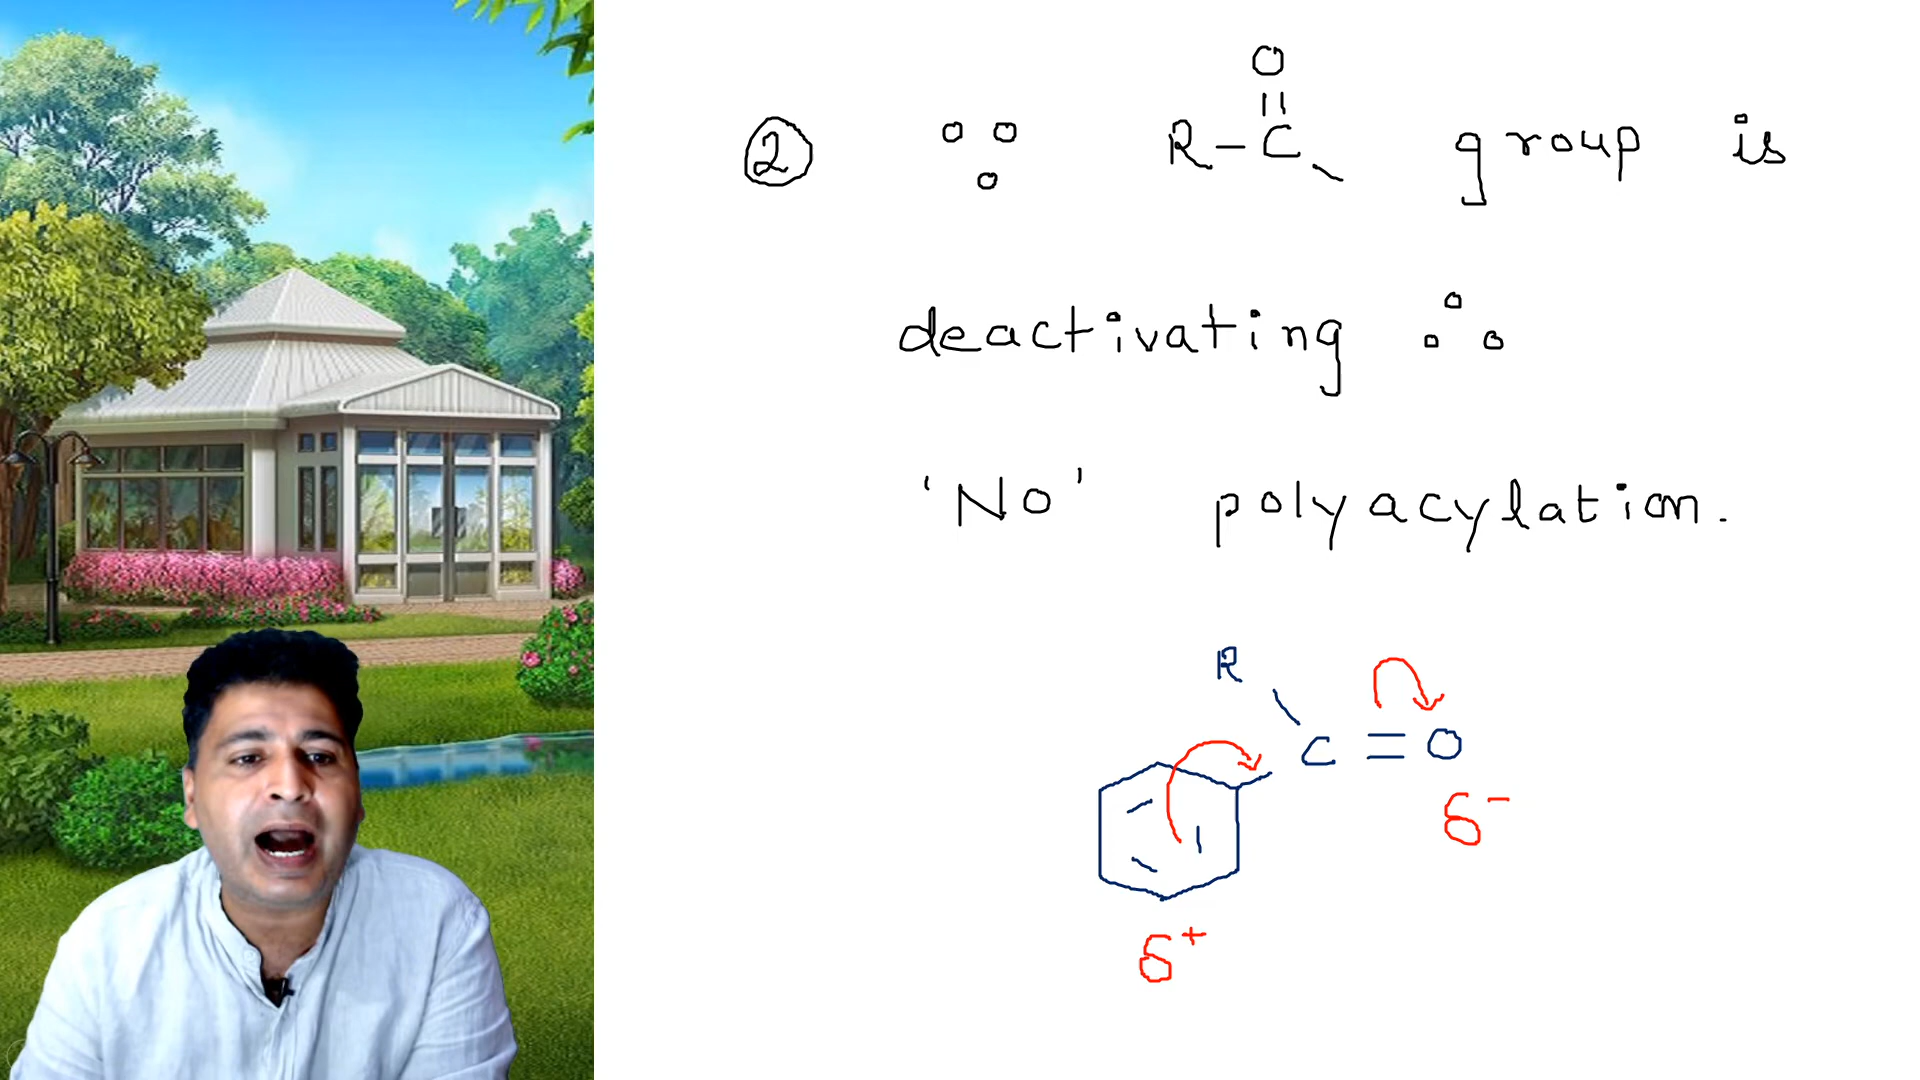 ② ∵ R-C(=O)- group is
deactivating ∴
'No' polyacylation.
R
C = O
δ-
δ+